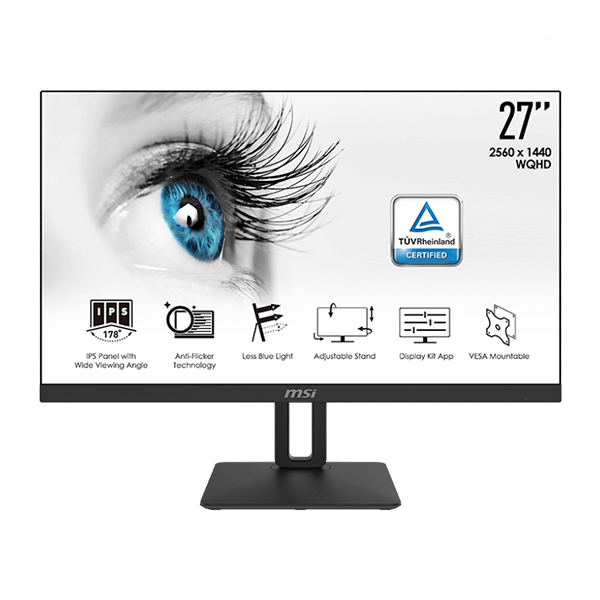 27’’
2560 x 1440
WQHD
TÜVRheinland
®
CERTIFIED
IPS
178°
IPS Panel with
Wide Viewing Angle
Anti-Flicker
Technology
Less Blue Light
Adjustable Stand
Display Kit App
VESA Mountable
msi